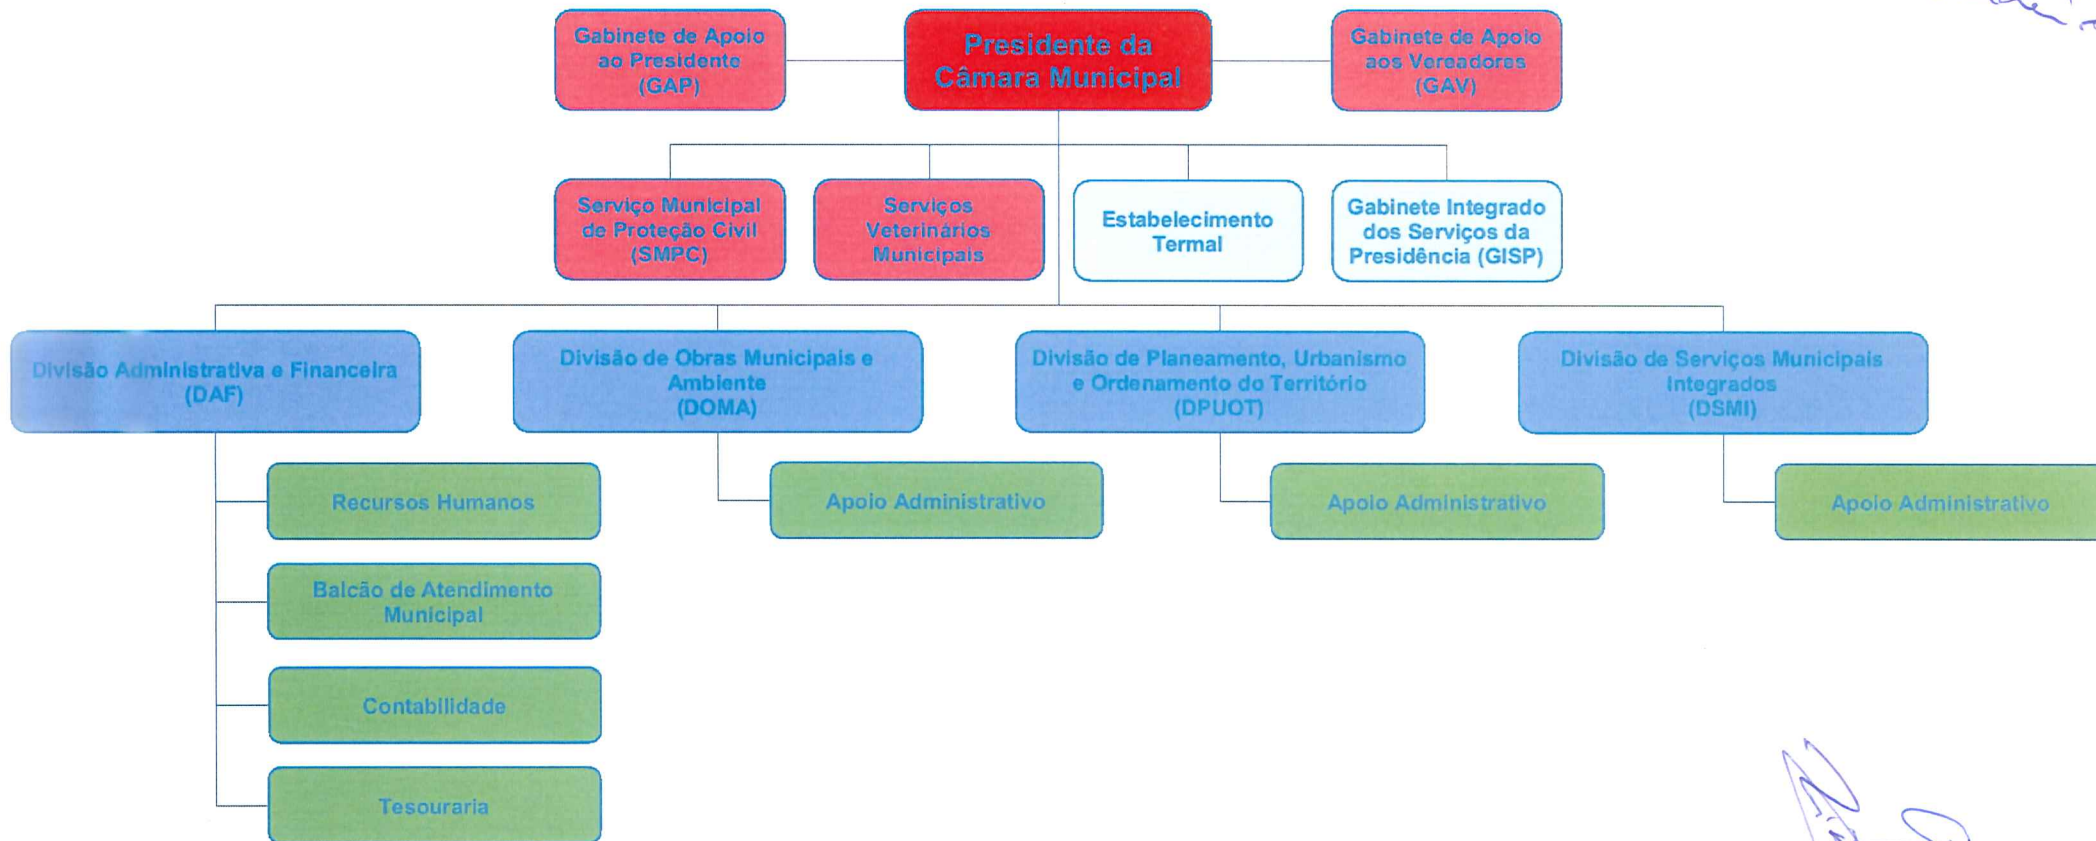 Gabinete de Apoio
ao Presidente
(GAP)
Presidente da
Câmara Municipal
Gabinete de Apoio
aos Vereadores
(GAV)
Serviço Municipal
de Proteção Civil
(SMPC)
Serviços
Veterinários
Municipais
Estabelecimento
Termal
Gabinete Integrado
dos Serviços da
Presidência (GISP)
Divisão Administrativa e Financeira
(DAF)
Divisão de Obras Municipais e
Ambiente
(DOMA)
Divisão de Planeamento, Urbanismo
e Ordenamento do Território
(DPUOT)
Divisão de Serviços Municipais
Integrados
(DSMI)
Recursos Humanos
Apoio Administrativo
Apoio Administrativo
Apoio Administrativo
Balcão de Atendimento
Municipal
Contabilidade
Tesouraria